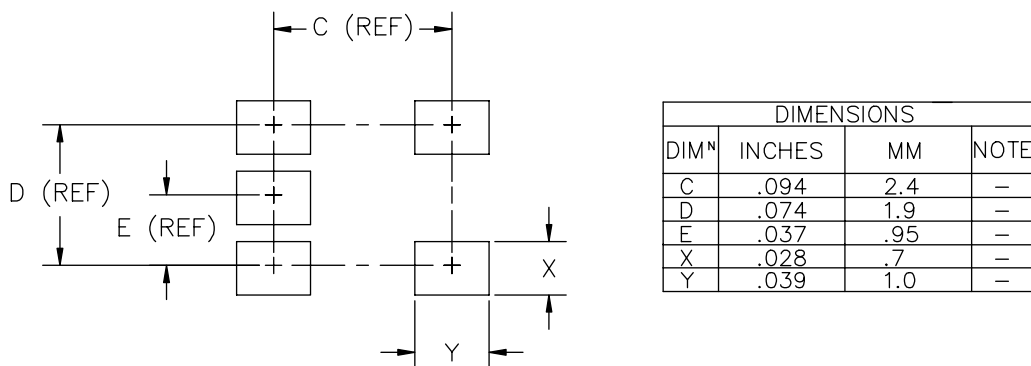 C (REF)
D (REF)
E (REF)
X
Y
DIMENSIONS
DIMᴺ INCHES MM NOTE
C .094 2.4 –
D .074 1.9 –
E .037 .95 –
X .028 .7 –
Y .039 1.0 –